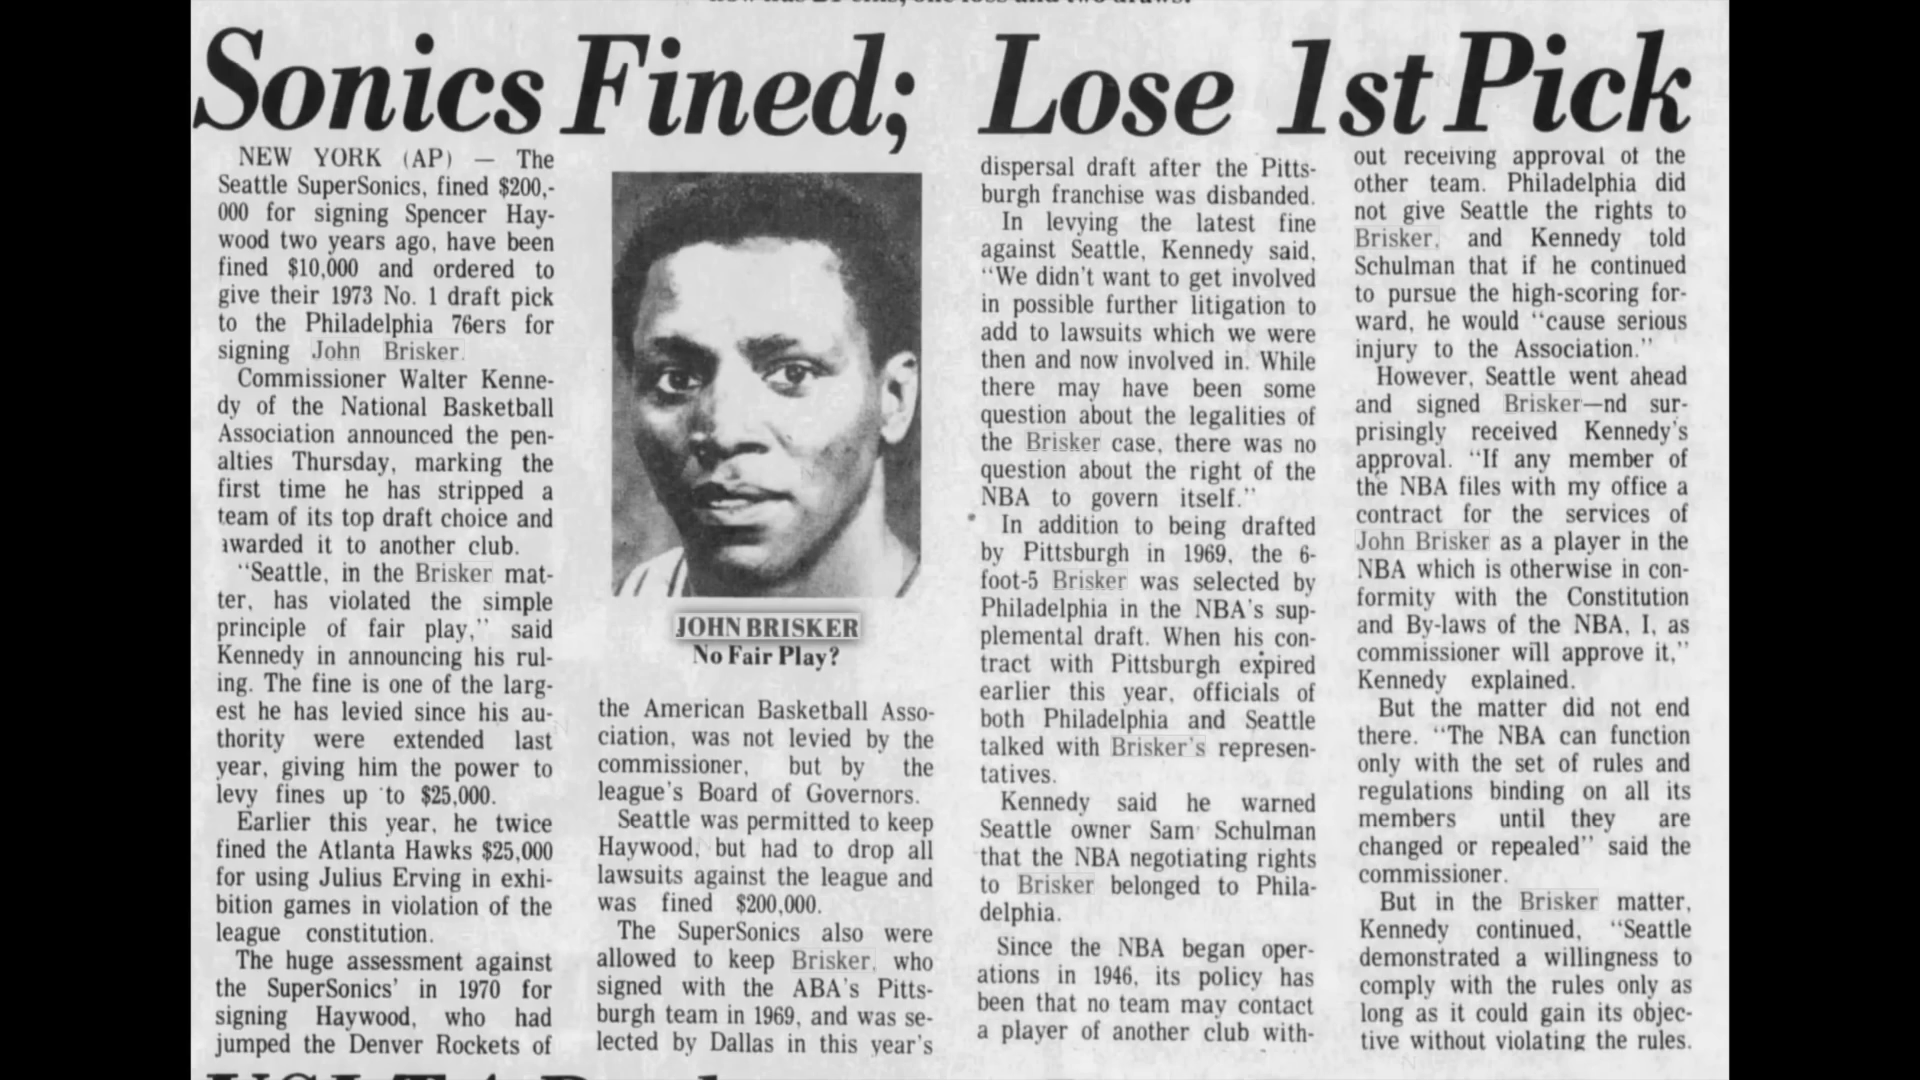 Sonics Fined; Lose 1st Pick
NEW YORK (AP) — The
Seattle SuperSonics, fined $200,-
000 for signing Spencer Hay-
wood two years ago, have been
fined $10,000 and ordered to
give their 1973 No. 1 draft pick
to the Philadelphia 76ers for
signing John Brisker.
Commissioner Walter Kenne-
dy of the National Basketball
Association announced the pen-
alties Thursday, marking the
first time he has stripped a
team of its top draft choice and
awarded it to another club.
"Seattle, in the Brisker mat-
ter, has violated the simple
principle of fair play," said
Kennedy in announcing his rul-
ing. The fine is one of the larg-
est he has levied since his au-
thority were extended last
year, giving him the power to
levy fines up to $25,000.
Earlier this year, he twice
fined the Atlanta Hawks $25,000
for using Julius Erving in exhi-
bition games in violation of the
league constitution.
The huge assessment against
the SuperSonics' in 1970 for
signing Haywood, who had
jumped the Denver Rockets of
JOHN BRISKER
No Fair Play?
the American Basketball Asso-
ciation, was not levied by the
commissioner, but by the
league's Board of Governors.
Seattle was permitted to keep
Haywood, but had to drop all
lawsuits against the league and
was fined $200,000.
The SuperSonics also were
allowed to keep Brisker, who
signed with the ABA's Pitts-
burgh team in 1969, and was se-
lected by Dallas in this year's
dispersal draft after the Pitts-
burgh franchise was disbanded.
In levying the latest fine
against Seattle, Kennedy said,
"We didn't want to get involved
in possible further litigation to
add to lawsuits which we were
then and now involved in. While
there may have been some
question about the legalities of
the Brisker case, there was no
question about the right of the
NBA to govern itself."
In addition to being drafted
by Pittsburgh in 1969, the 6-
foot-5 Brisker was selected by
Philadelphia in the NBA's sup-
plemental draft. When his con-
tract with Pittsburgh expired
earlier this year, officials of
both Philadelphia and Seattle
talked with Brisker's represen-
tatives.
Kennedy said he warned
Seattle owner Sam Schulman
that the NBA negotiating rights
to Brisker belonged to Phila-
delphia.
Since the NBA began oper-
ations in 1946, its policy has
been that no team may contact
a player of another club with-
out receiving approval of the
other team. Philadelphia did
not give Seattle the rights to
Brisker, and Kennedy told
Schulman that if he continued
to pursue the high-scoring for-
ward, he would "cause serious
injury to the Association."
However, Seattle went ahead
and signed Brisker—nd sur-
prisingly received Kennedy's
approval. "If any member of
the NBA files with my office a
contract for the services of
John Brisker as a player in the
NBA which is otherwise in con-
formity with the Constitution
and By-laws of the NBA, I, as
commissioner will approve it,"
Kennedy explained.
But the matter did not end
there. "The NBA can function
only with the set of rules and
regulations binding on all its
members until they are
changed or repealed" said the
commissioner.
But in the Brisker matter,
Kennedy continued, "Seattle
demonstrated a willingness to
comply with the rules only as
long as it could gain its objec-
tive without violating the rules.